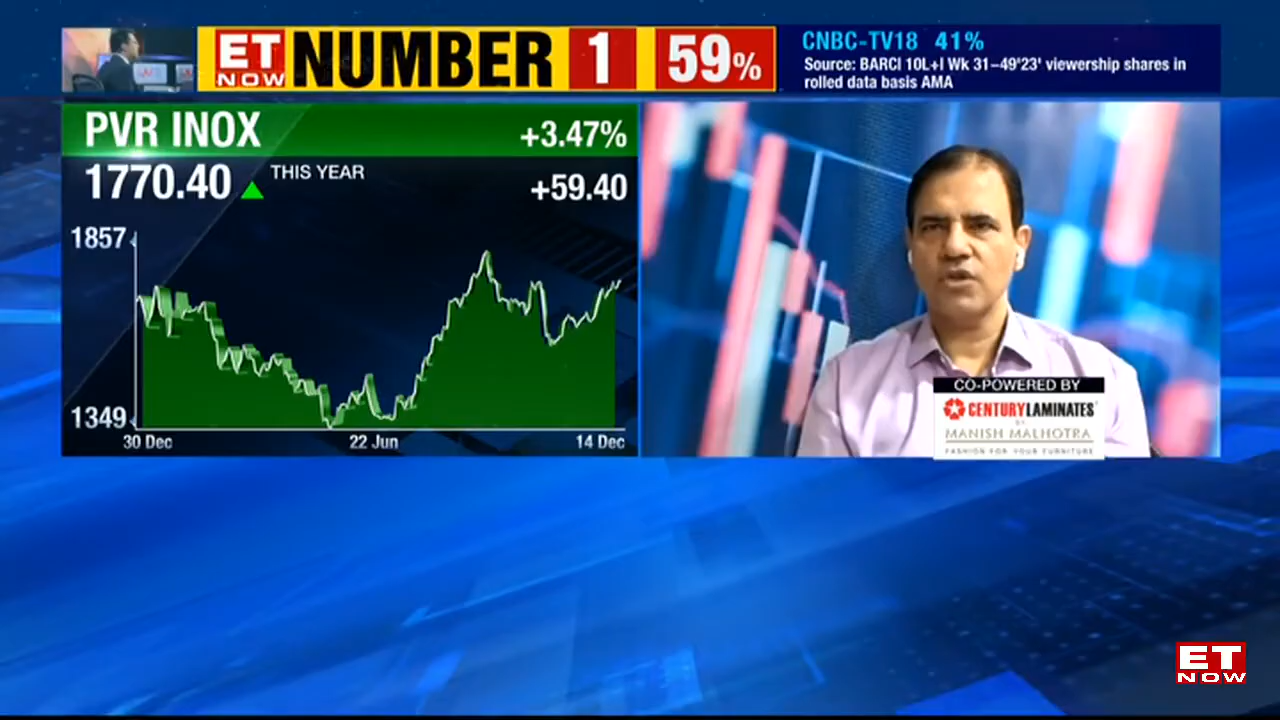 ET NOW NUMBER 1 59%
CNBC-TV18 41%
Source: BARCI 10L+I Wk 31–49'23' viewership shares in
rolled data basis AMA
PVR INOX +3.47%
1770.40 THIS YEAR +59.40
1857
1349
30 Dec 22 Jun 14 Dec
CO-POWERED BY
CENTURYLAMINATES
BY
MANISH MALHOTRA
FASHION FOR YOUR FURNITURE
ET
NOW